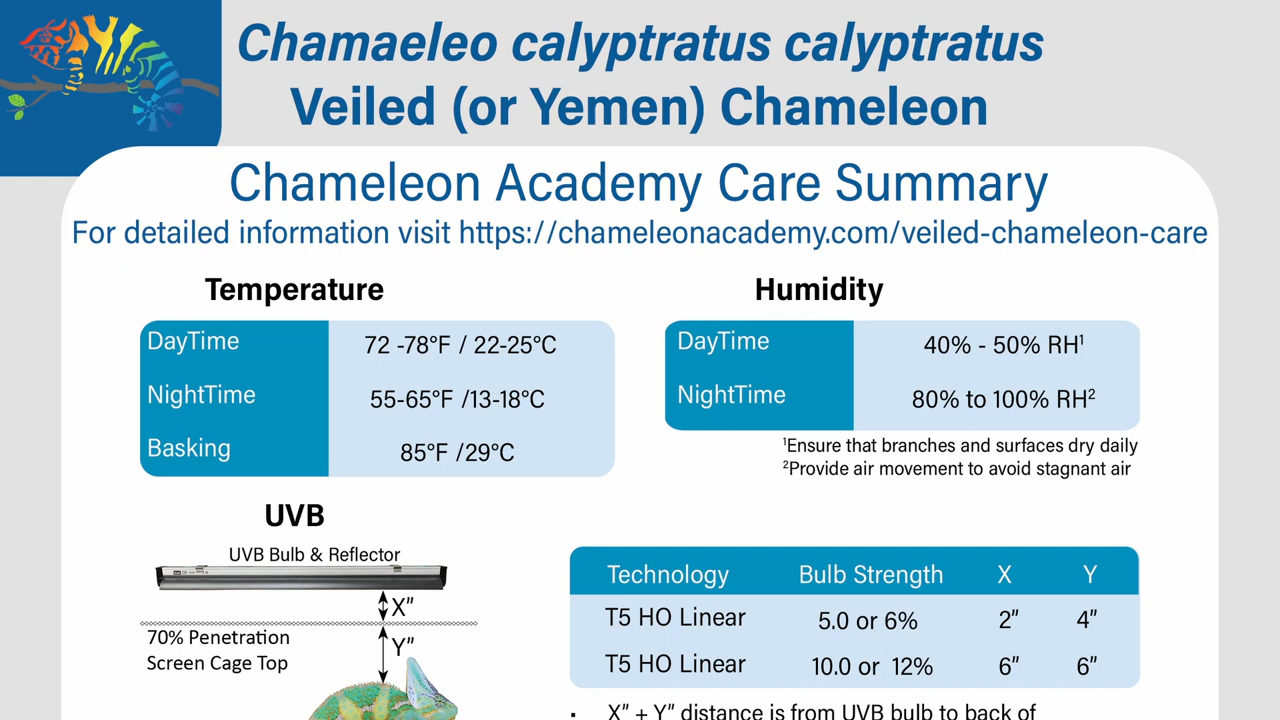 Chamaeleo calyptratus calyptratus
Veiled (or Yemen) Chameleon
Chameleon Academy Care Summary
For detailed information visit https://chameleonacademy.com/veiled-chameleon-care
Temperature
DayTime 72 -78°F / 22-25°C
NightTime 55-65°F /13-18°C
Basking 85°F /29°C
Humidity
DayTime 40% - 50% RH¹
NightTime 80% to 100% RH²
¹Ensure that branches and surfaces dry daily
²Provide air movement to avoid stagnant air
UVB
UVB Bulb & Reflector
X”
70% Penetration
Screen Cage Top
Y”
Technology Bulb Strength X Y
T5 HO Linear 5.0 or 6% 2” 4”
T5 HO Linear 10.0 or 12% 6” 6”
· X” + Y” distance is from UVB bulb to back of